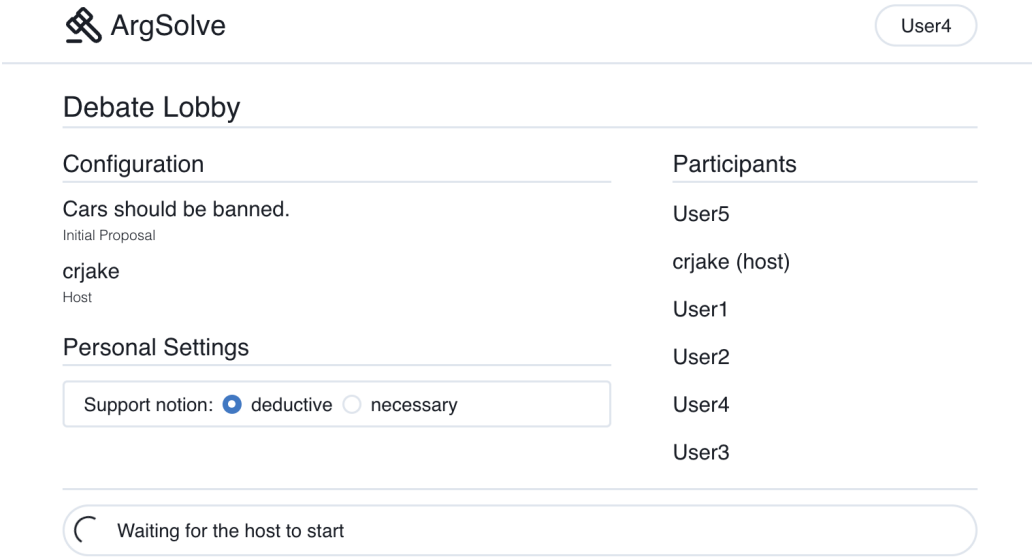 ArgSolve
User4
Debate Lobby
Configuration
Cars should be banned.
Initial Proposal
crjake
Host
Personal Settings
Support notion: deductive necessary
Participants
User5
crjake (host)
User1
User2
User4
User3
Waiting for the host to start